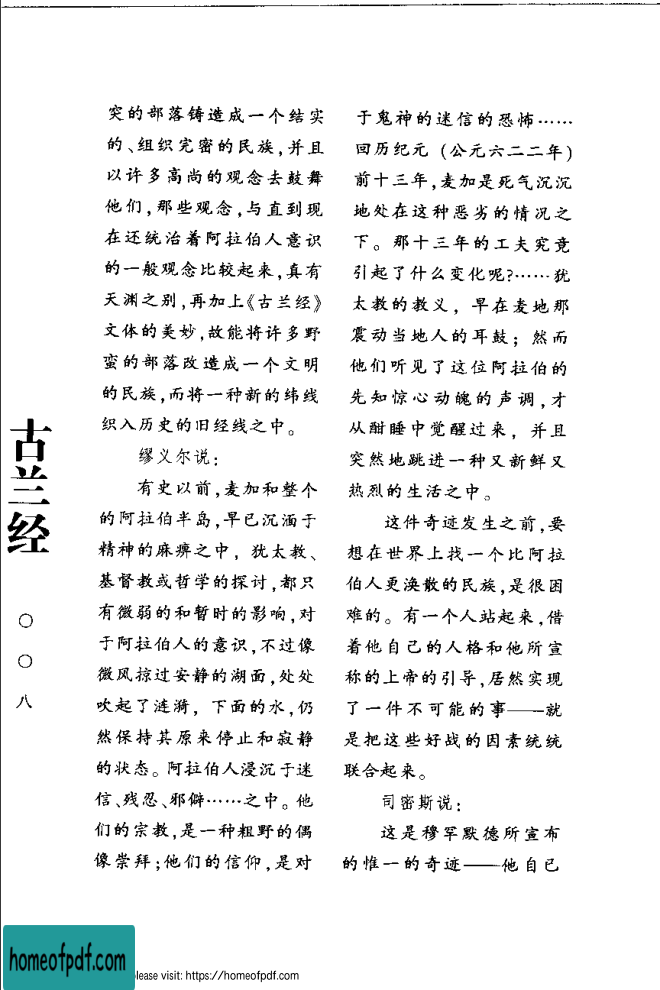 突的部落铸造成一个结实
的、组织完密的民族,并且
以许多高尚的观念去鼓舞
他们,那些观念,与直到现
在还统治着阿拉伯人意识
的一般观念比较起来,真有
天渊之别,再加上《古兰经》
文体的美妙,故能将许多野
蛮的部落改造成一个文明
的民族,而将一种新的纬线
织入历史的旧经线之中。
缪义尔说:
有史以前,麦加和整个
的阿拉伯半岛,早已沉湎于
精神的麻痹之中,犹太教、
基督教或哲学的探讨,都只
有微弱的和暂时的影响,对
于阿拉伯人的意识,不过像
微风掠过安静的湖面,处处
吹起了涟漪,下面的水,仍
然保持其原来停止和寂静
的状态。阿拉伯人浸沉于迷
信、残忍、邪僻……之中。他
们的宗教,是一种粗野的偶
像崇拜;他们的信仰,是对
于鬼神的迷信的恐怖……
回历纪元(公元六二二年)
前十三年,麦加是死气沉沉
地处在这种恶劣的情况之
下。那十三年的工夫究竟
引起了什么变化呢?……犹
太教的教义,早在麦地那
震动当地人的耳鼓;然而
他们听见了这位阿拉伯的
先知惊心动魄的声调,才
从酣睡中觉醒过来,并且
突然地跳进一种又新鲜又
热烈的生活之中。
这件奇迹发生之前,要
想在世界上找一个比阿拉
伯人更涣散的民族,是很困
难的。有一个人站起来,借
着他自己的人格和他所宣
称的上帝的引导,居然实现
了一件不可能的事——就
是把这些好战的因素统统
联合起来。
司密斯说:
这是穆罕默德所宣布
的惟一的奇迹——他自己
古兰经
〇〇八
homeofpdf.com
lease visit: https://homeofpdf.com